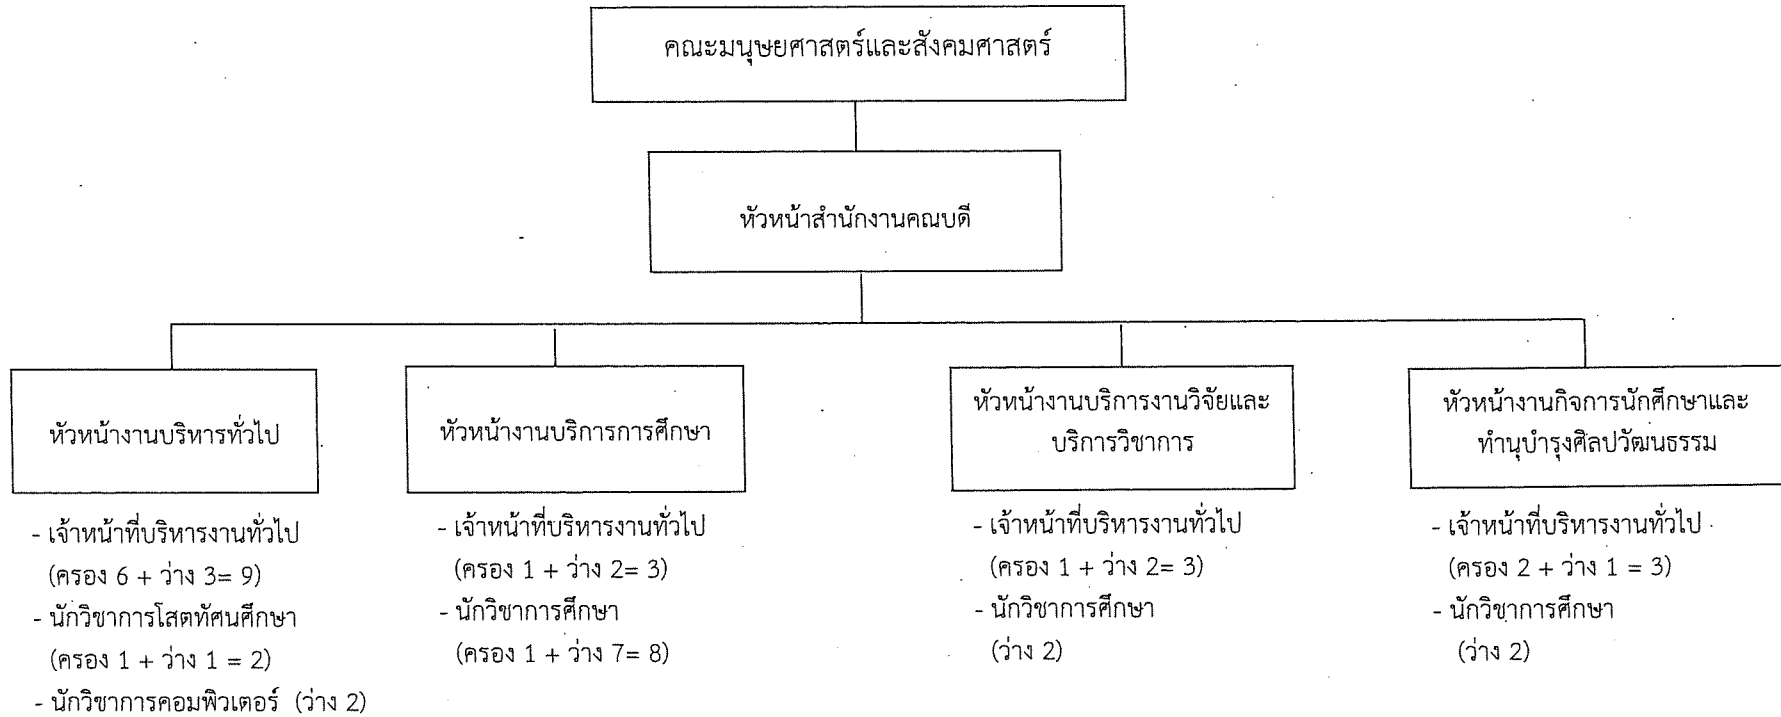 คณะมนุษยศาสตร์และสังคมศาสตร์
หัวหน้าสำนักงานคณบดี
หัวหน้างานบริหารทั่วไป
- เจ้าหน้าที่บริหารงานทั่วไป
(ครอง 6 + ว่าง 3= 9)
- นักวิชาการโสตทัศนศึกษา
(ครอง 1 + ว่าง 1 = 2)
- นักวิชาการคอมพิวเตอร์ (ว่าง 2)
หัวหน้างานบริการการศึกษา
- เจ้าหน้าที่บริหารงานทั่วไป
(ครอง 1 + ว่าง 2= 3)
- นักวิชาการศึกษา
(ครอง 1 + ว่าง 7= 8)
หัวหน้างานบริการงานวิจัยและ
บริการวิชาการ
- เจ้าหน้าที่บริหารงานทั่วไป
(ครอง 1 + ว่าง 2= 3)
- นักวิชาการศึกษา
(ว่าง 2)
หัวหน้างานกิจการนักศึกษาและ
ทำนุบำรุงศิลปวัฒนธรรม
- เจ้าหน้าที่บริหารงานทั่วไป
(ครอง 2 + ว่าง 1 = 3)
- นักวิชาการศึกษา
(ว่าง 2)